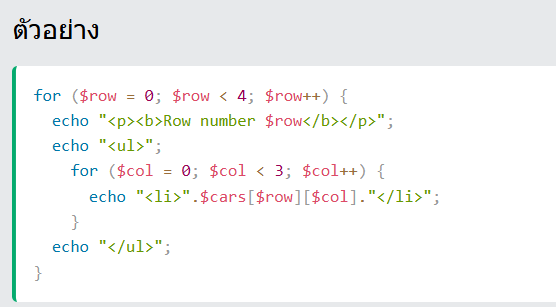 ตัวอย่าง
for ($row = 0; $row < 4; $row++) {
  echo "<p><b>Row number $row</b></p>";
  echo "<ul>";
    for ($col = 0; $col < 3; $col++) {
      echo "<li>".$cars[$row][$col]."</li>";
    }
  echo "</ul>";
}